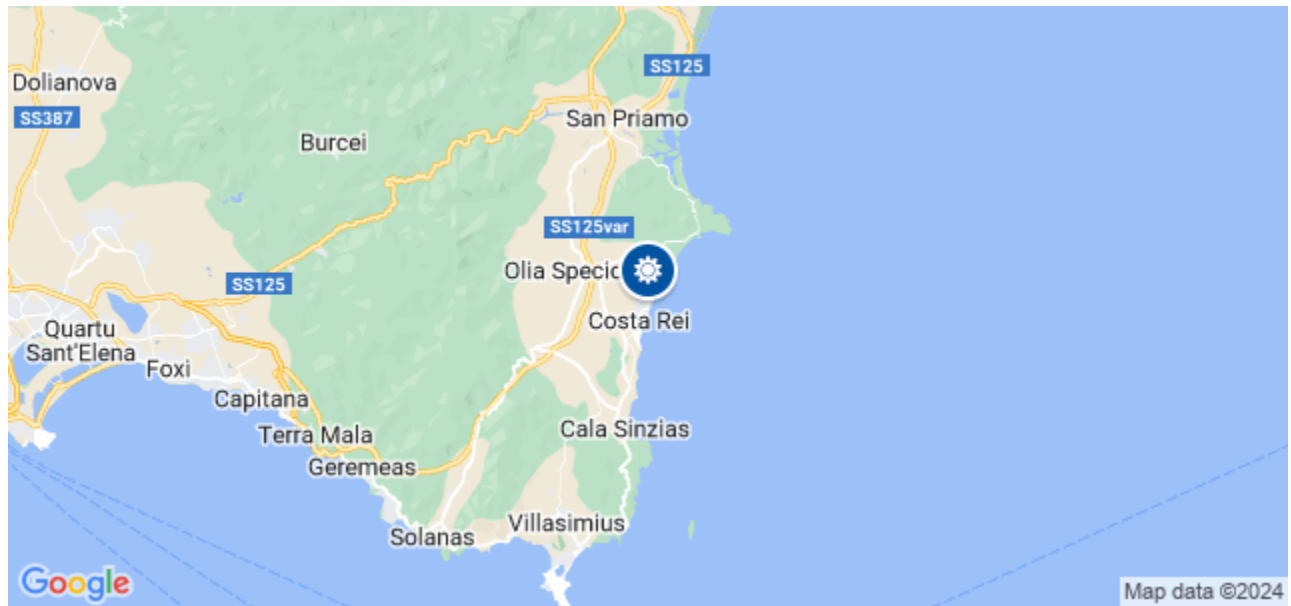 SS125
Dolianova
SS387
San Priamo
Burcei
SS125var
Olia Specio
SS125
Costa Rei
Quartu
Sant'Elena
Foxi
Capitana
Cala Sinzias
Terra Mala
Geremeas
Villasimius
Solanas
Google
Map data ©2024